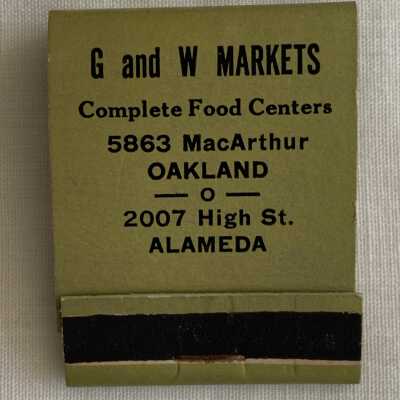 G and W MARKETS
Complete Food Centers
5863 MacArthur
OAKLAND
— O —
2007 High St.
ALAMEDA